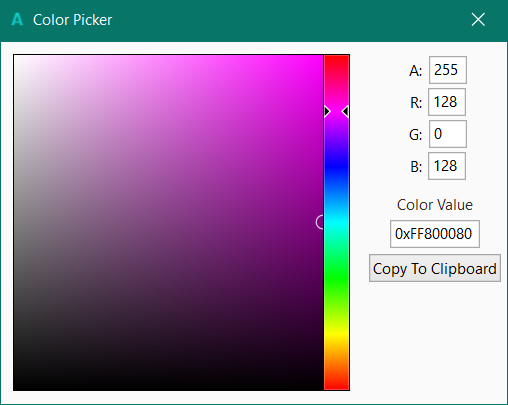 A Color Picker
A: 255
R: 128
G: 0
B: 128
Color Value
0xFF800080
Copy To Clipboard